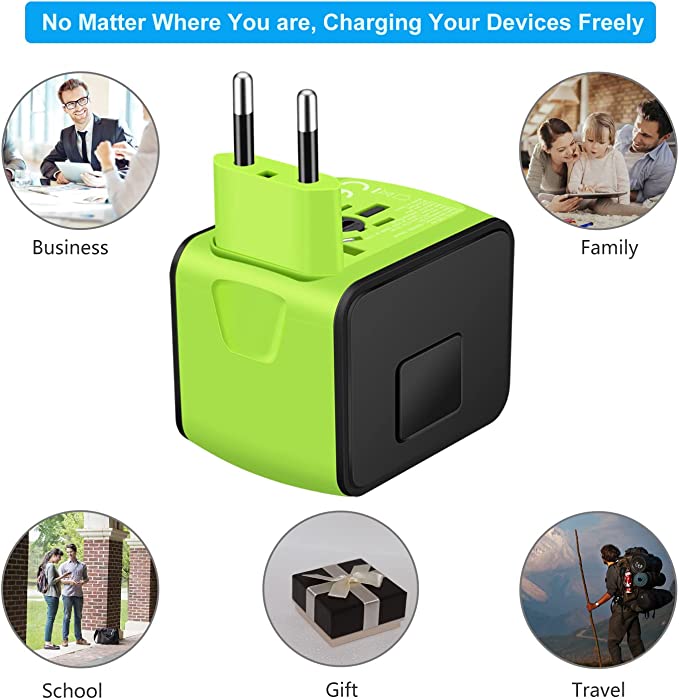 No Matter Where You are, Charging Your Devices Freely
Business
Family
School
Gift
Travel